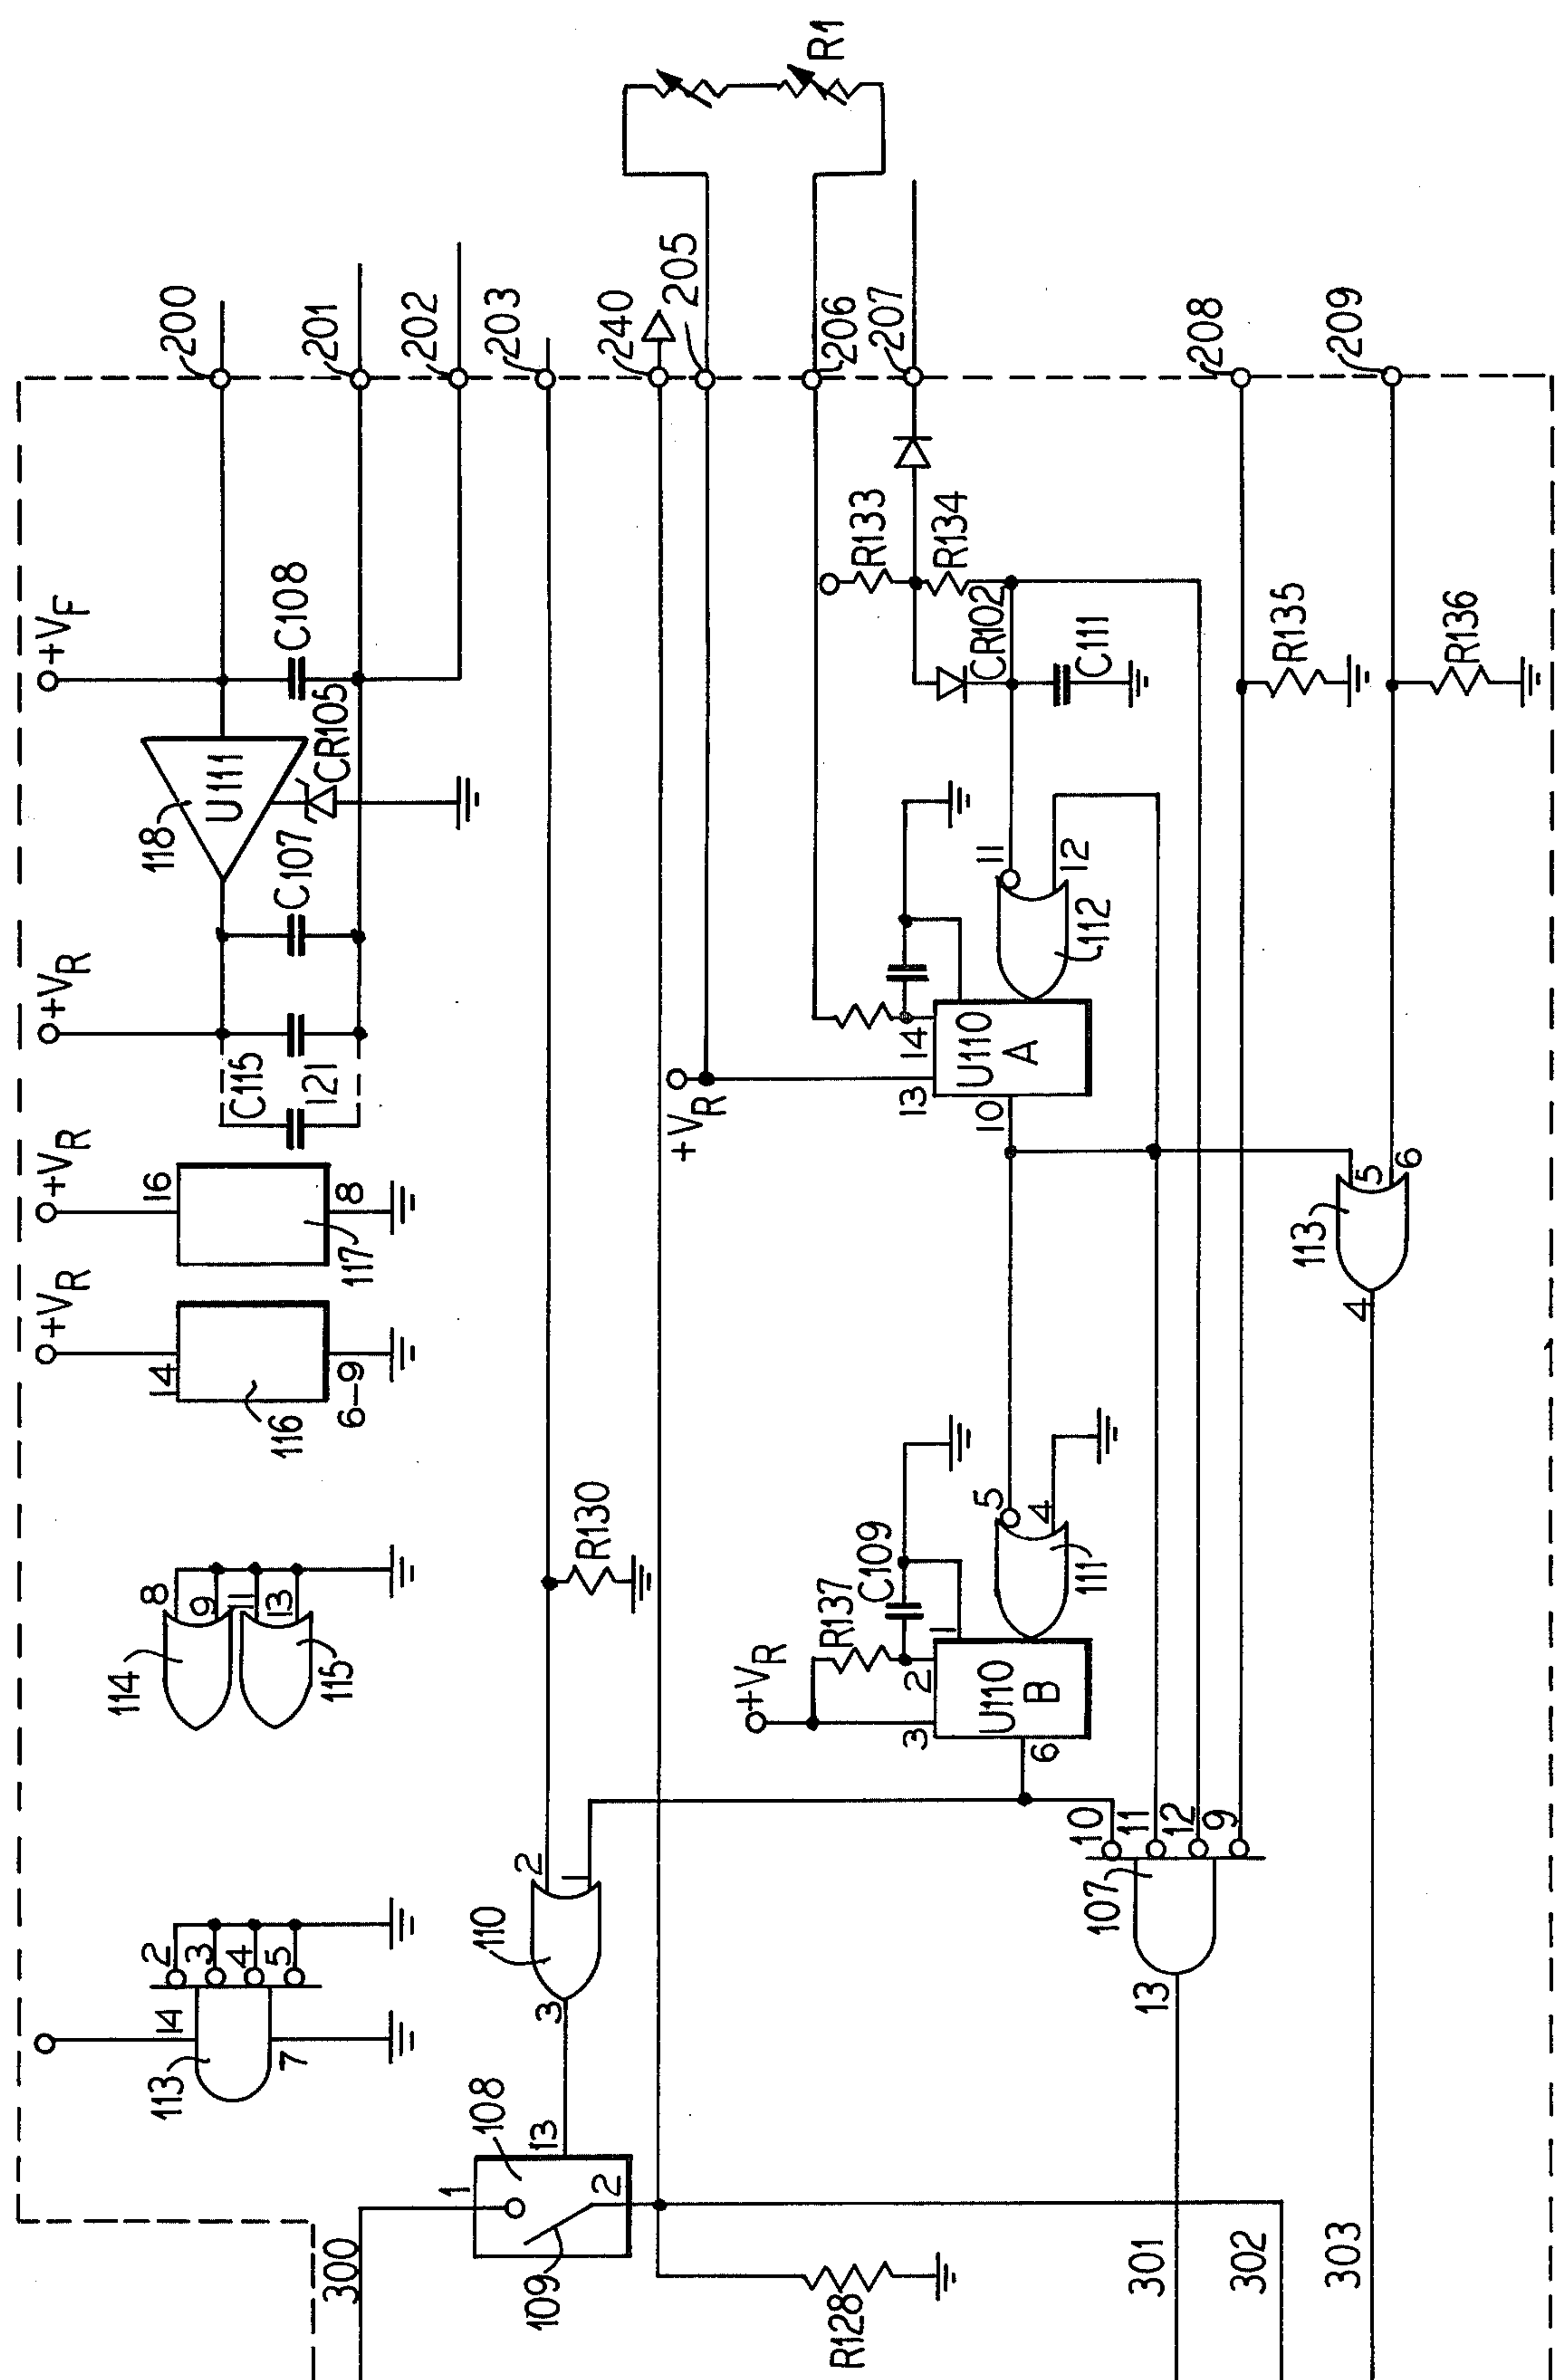 R1
200
201
202
203
240
205
206
207
208
209
+VF
C108
R133
R134
CR102
C111
R135
R136
U111
118
CR105
C107
+VR
C115
121
11
12
112
14
U110
A
13
10
+VR
+VR
16
8
117
5
6
113
4
+VR
14
6-9
116
R130
8
9
11
13
114
115
5
4
111
C109
R137
1
2
+VR
3
U110
B
6
10
11
12
9
107
13
2
1
110
3
2
3
4
5
14
7
113
13
108
1
2
109
300
R128
301
302
303